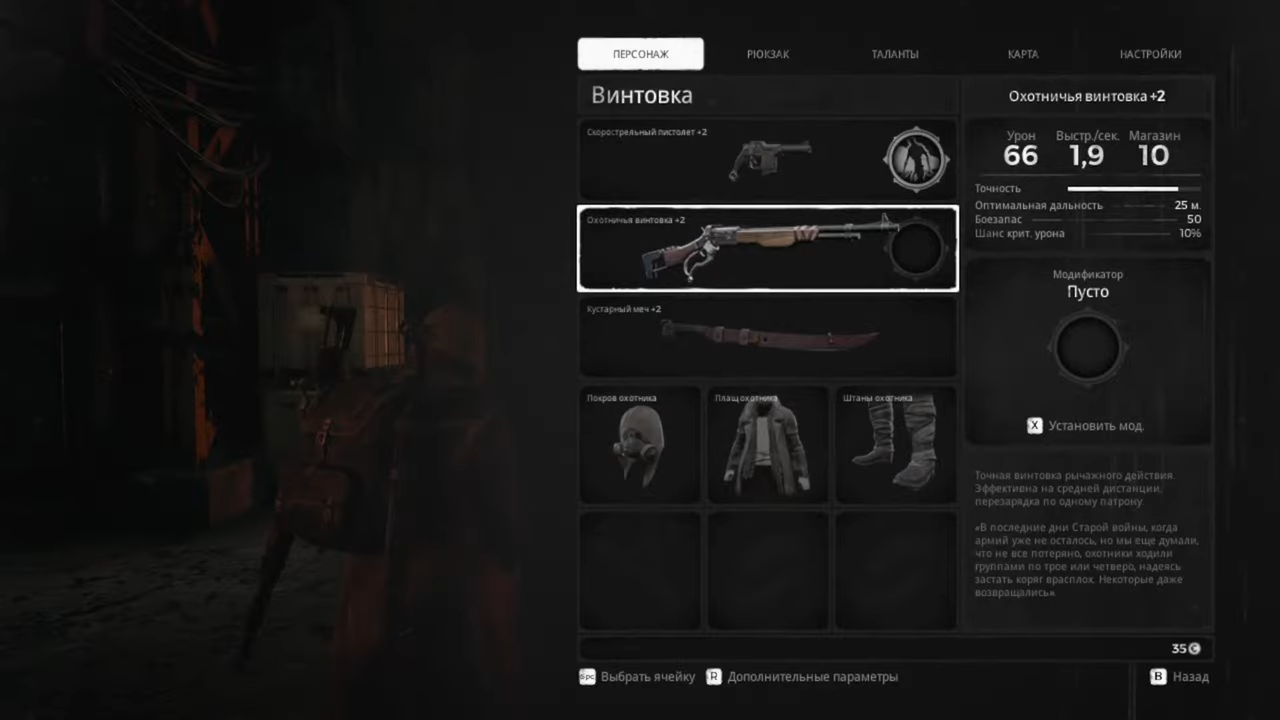 ПЕРСОНАЖ
РЮКЗАК
ТАЛАНТЫ
КАРТА
НАСТРОЙКИ
Винтовка
Охотничья винтовка +2
Скорострельный пистолет +2
Урон
Выстр./сек.
Магазин
66
1,9
10
Точность
Оптимальная дальность 25 м.
Боезапас 50
Шанс крит. урона 10%
Охотничья винтовка +2
Модификатор
Пусто
Кустарный меч +2
Покров охотника
Плащ охотника
Штаны охотника
X Установить мод.
Точная винтовка рычажного действия.
Эффективна на средней дистанции,
перезарядка по одному патрону.
«В последние дни Старой войны, когда
армий уже не осталось, но мы еще думали,
что не все потеряно, охотники ходили
группами по трое или четверо, надеясь
застать коряг врасплох. Некоторые даже
возвращались».
35
Выбрать ячейку
R Дополнительные параметры
B Назад